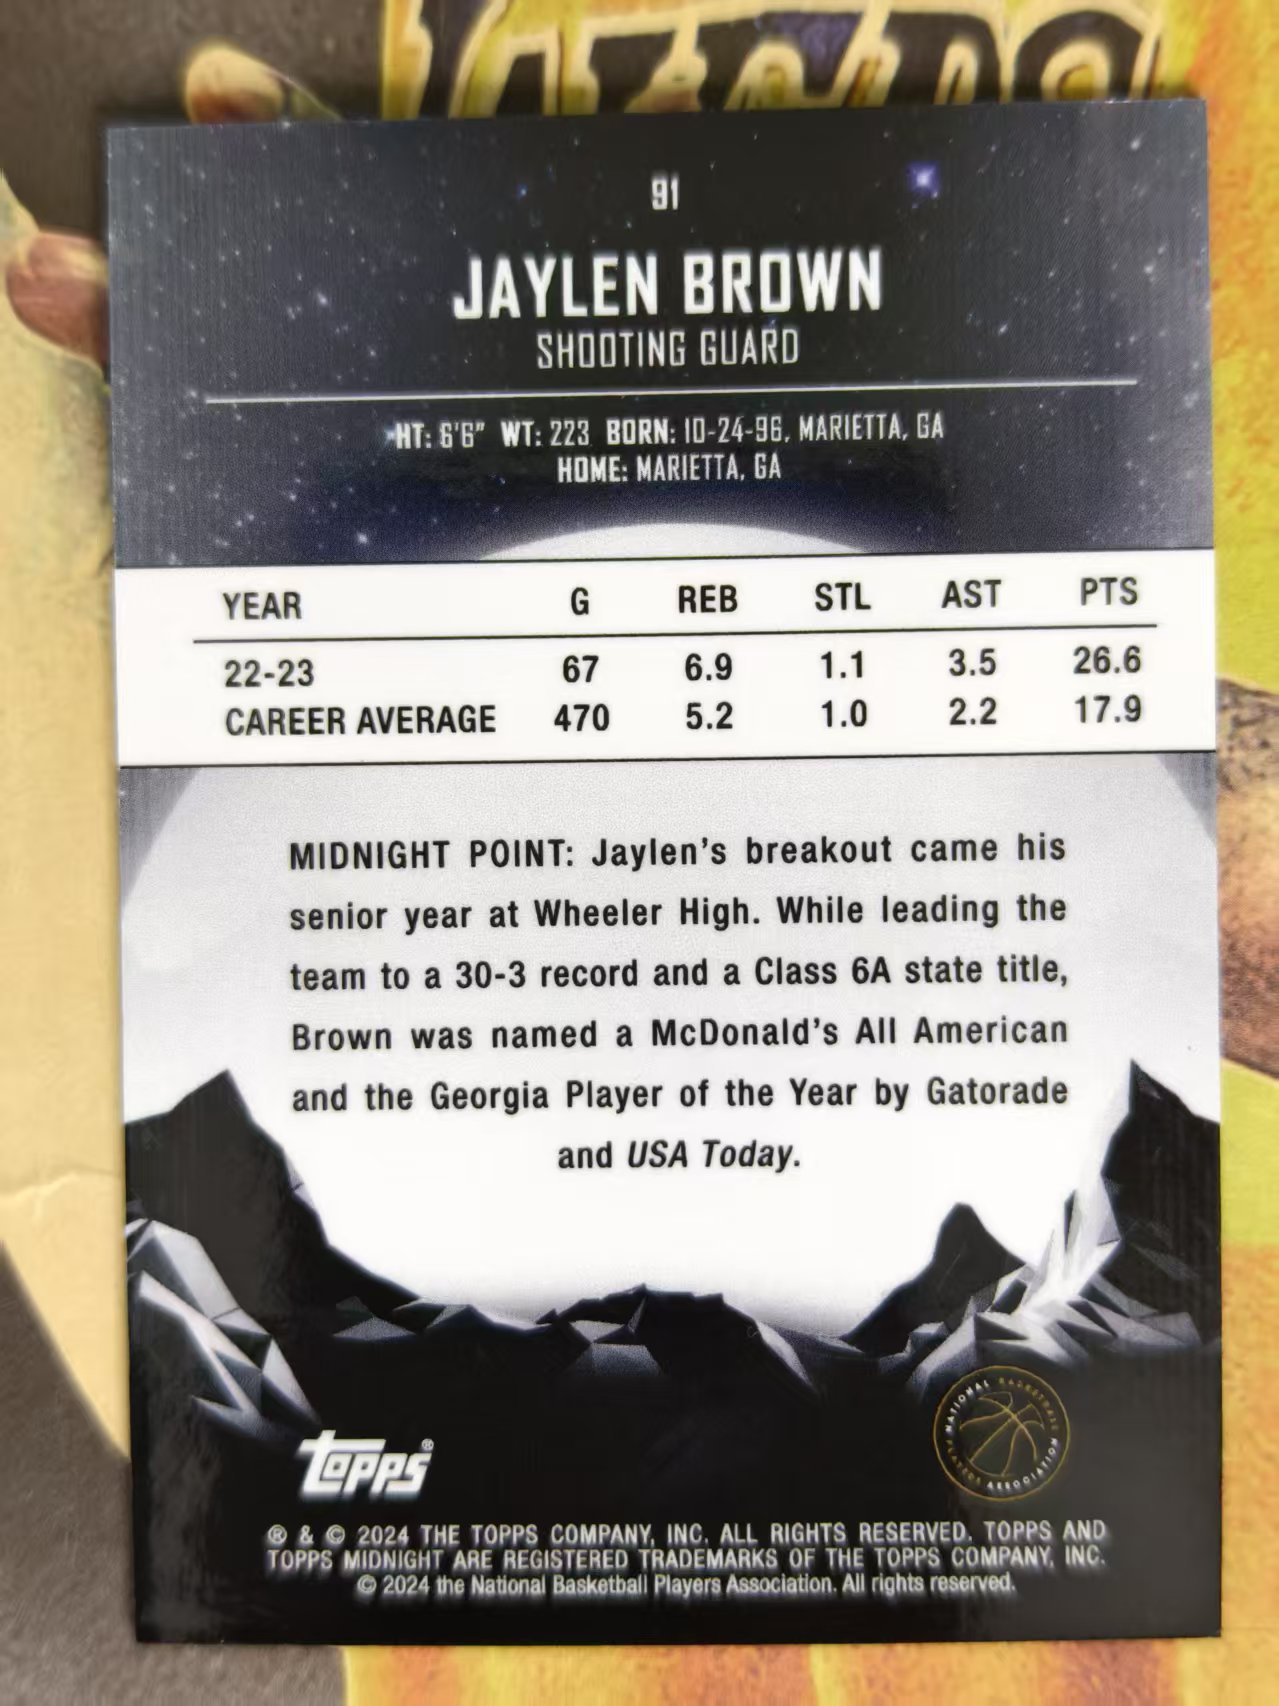 91
JAYLEN BROWN
SHOOTING GUARD
HT: 6'6" WT: 223 BORN: 10-24-96, MARIETTA, GA
HOME: MARIETTA, GA
YEAR G REB STL AST PTS
22-23 67 6.9 1.1 3.5 26.6
CAREER AVERAGE 470 5.2 1.0 2.2 17.9
MIDNIGHT POINT: Jaylen's breakout came his
senior year at Wheeler High. While leading the
team to a 30-3 record and a Class 6A state title,
Brown was named a McDonald's All American
and the Georgia Player of the Year by Gatorade
and USA Today.
NATIONAL BASKETBALL PLAYERS ASSOCIATION
Topps®
® & © 2024 THE TOPPS COMPANY, INC. ALL RIGHTS RESERVED. TOPPS AND
TOPPS MIDNIGHT ARE REGISTERED TRADEMARKS OF THE TOPPS COMPANY, INC.
© 2024 the National Basketball Players Association. All rights reserved.